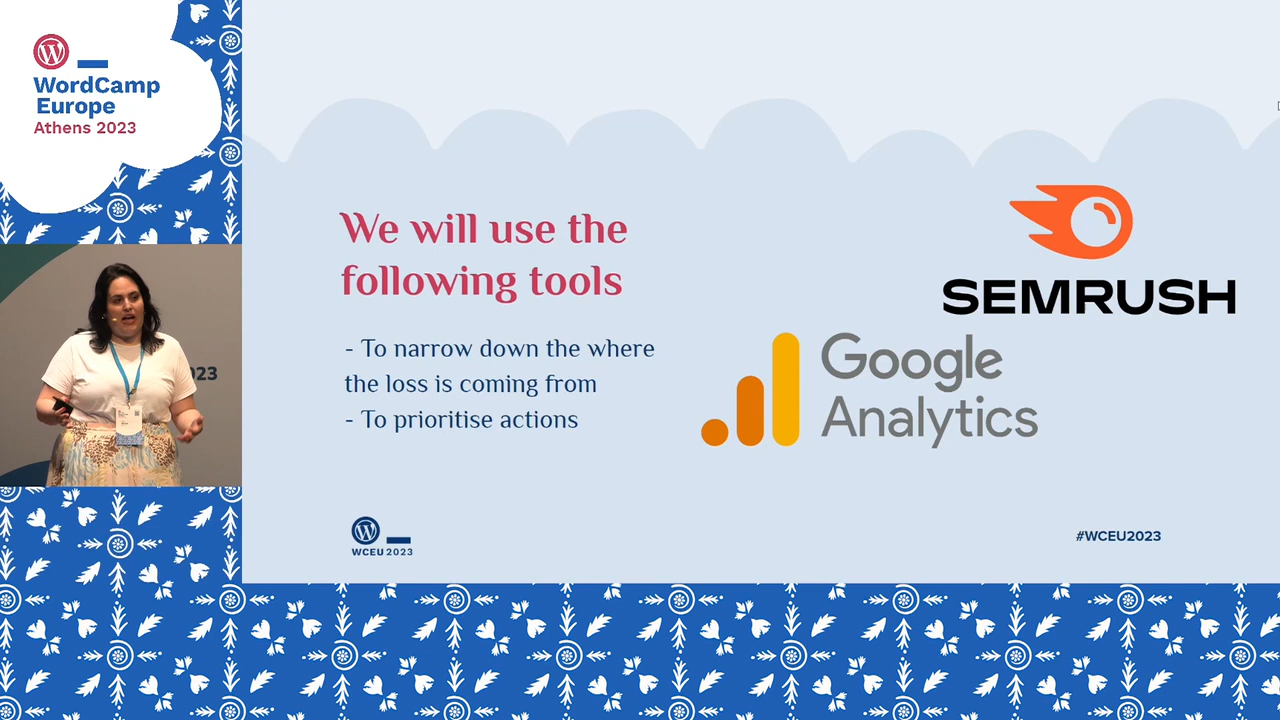 WordCamp
Europe
Athens 2023
We will use the
following tools
- To narrow down the where
the loss is coming from
- To prioritise actions
SEMRUSH
Google
Analytics
WCEU 2023
#WCEU2023
023